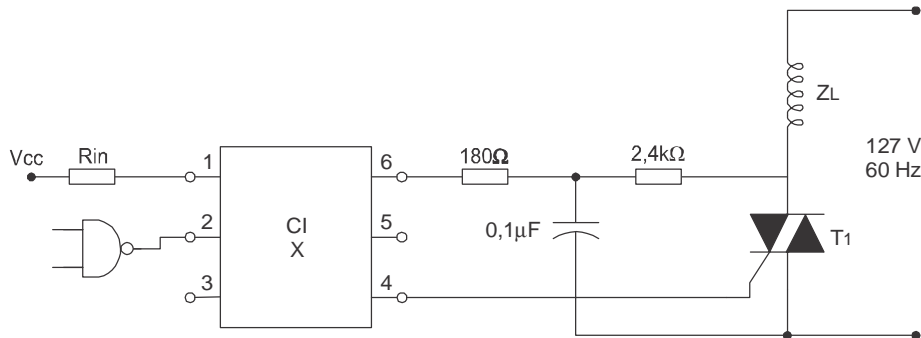 Vcc
Rin
1
2
3
CI
X
6
5
4
180Ω
2,4kΩ
0,1µF
ZL
127 V
60 Hz
T1